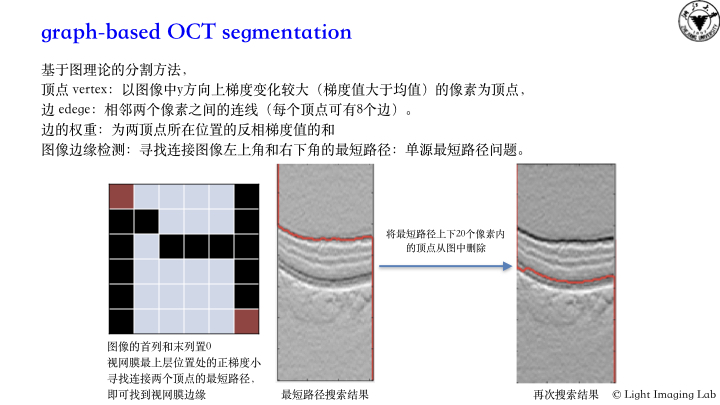 graph-based OCT segmentation
基于图理论的分割方法，
顶点 vertex：以图像中y方向上梯度变化较大（梯度值大于均值）的像素为顶点，
边 edege：相邻两个像素之间的连线（每个顶点可有8个边）。
边的权重：为两顶点所在位置的反相梯度值的和
图像边缘检测：寻找连接图像左上角和右下角的最短路径：单源最短路径问题。
将最短路径上下20个像素内
的顶点从图中删除
图像的首列和末列置0
视网膜最上层位置处的正梯度小
寻找连接两个顶点的最短路径，
即可找到视网膜边缘
最短路径搜索结果
再次搜索结果
© Light Imaging Lab